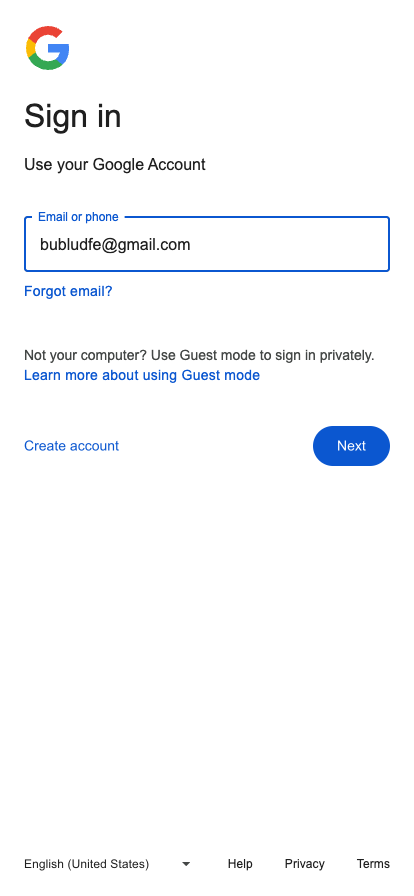 Sign in
Use your Google Account
Email or phone
bubludfe@gmail.com
Forgot email?
Not your computer? Use Guest mode to sign in privately.
Learn more about using Guest mode
Create account
Next
English (United States)
Help
Privacy
Terms